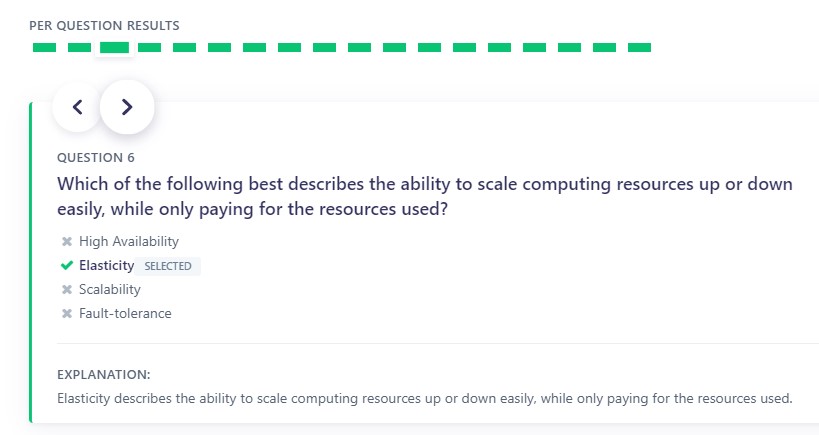 PER QUESTION RESULTS
QUESTION 6
Which of the following best describes the ability to scale computing resources up or down
easily, while only paying for the resources used?
High Availability
Elasticity SELECTED
Scalability
Fault-tolerance
EXPLANATION:
Elasticity describes the ability to scale computing resources up or down easily, while only paying for the resources used.